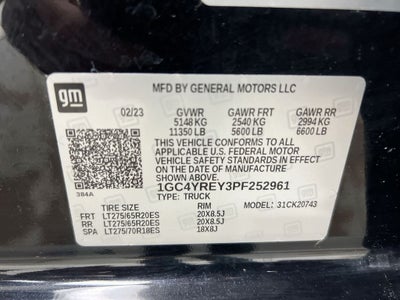 gm
MFD BY GENERAL MOTORS LLC
02/23 GVWR GAWR FRT GAWR RR
5148 KG 2540 KG 2994 KG
11350 LB 5600 LB 6600 LB
THIS VEHICLE CONFORMS TO ALL
APPLICABLE U.S. FEDERAL MOTOR
VEHICLE SAFETY STANDARDS IN EFFECT
ON THE DATE OF MANUFACTURE SHOWN ABOVE.
384A 1GC4YREY3PF252961
TYPE: TRUCK MODEL: 31CK20743
TIRE SIZE RIM
FRT LT275/65R20ES 20X8.5J
RR LT275/65R20ES 20X8.5J
SPA LT275/70R18ES 18X8J